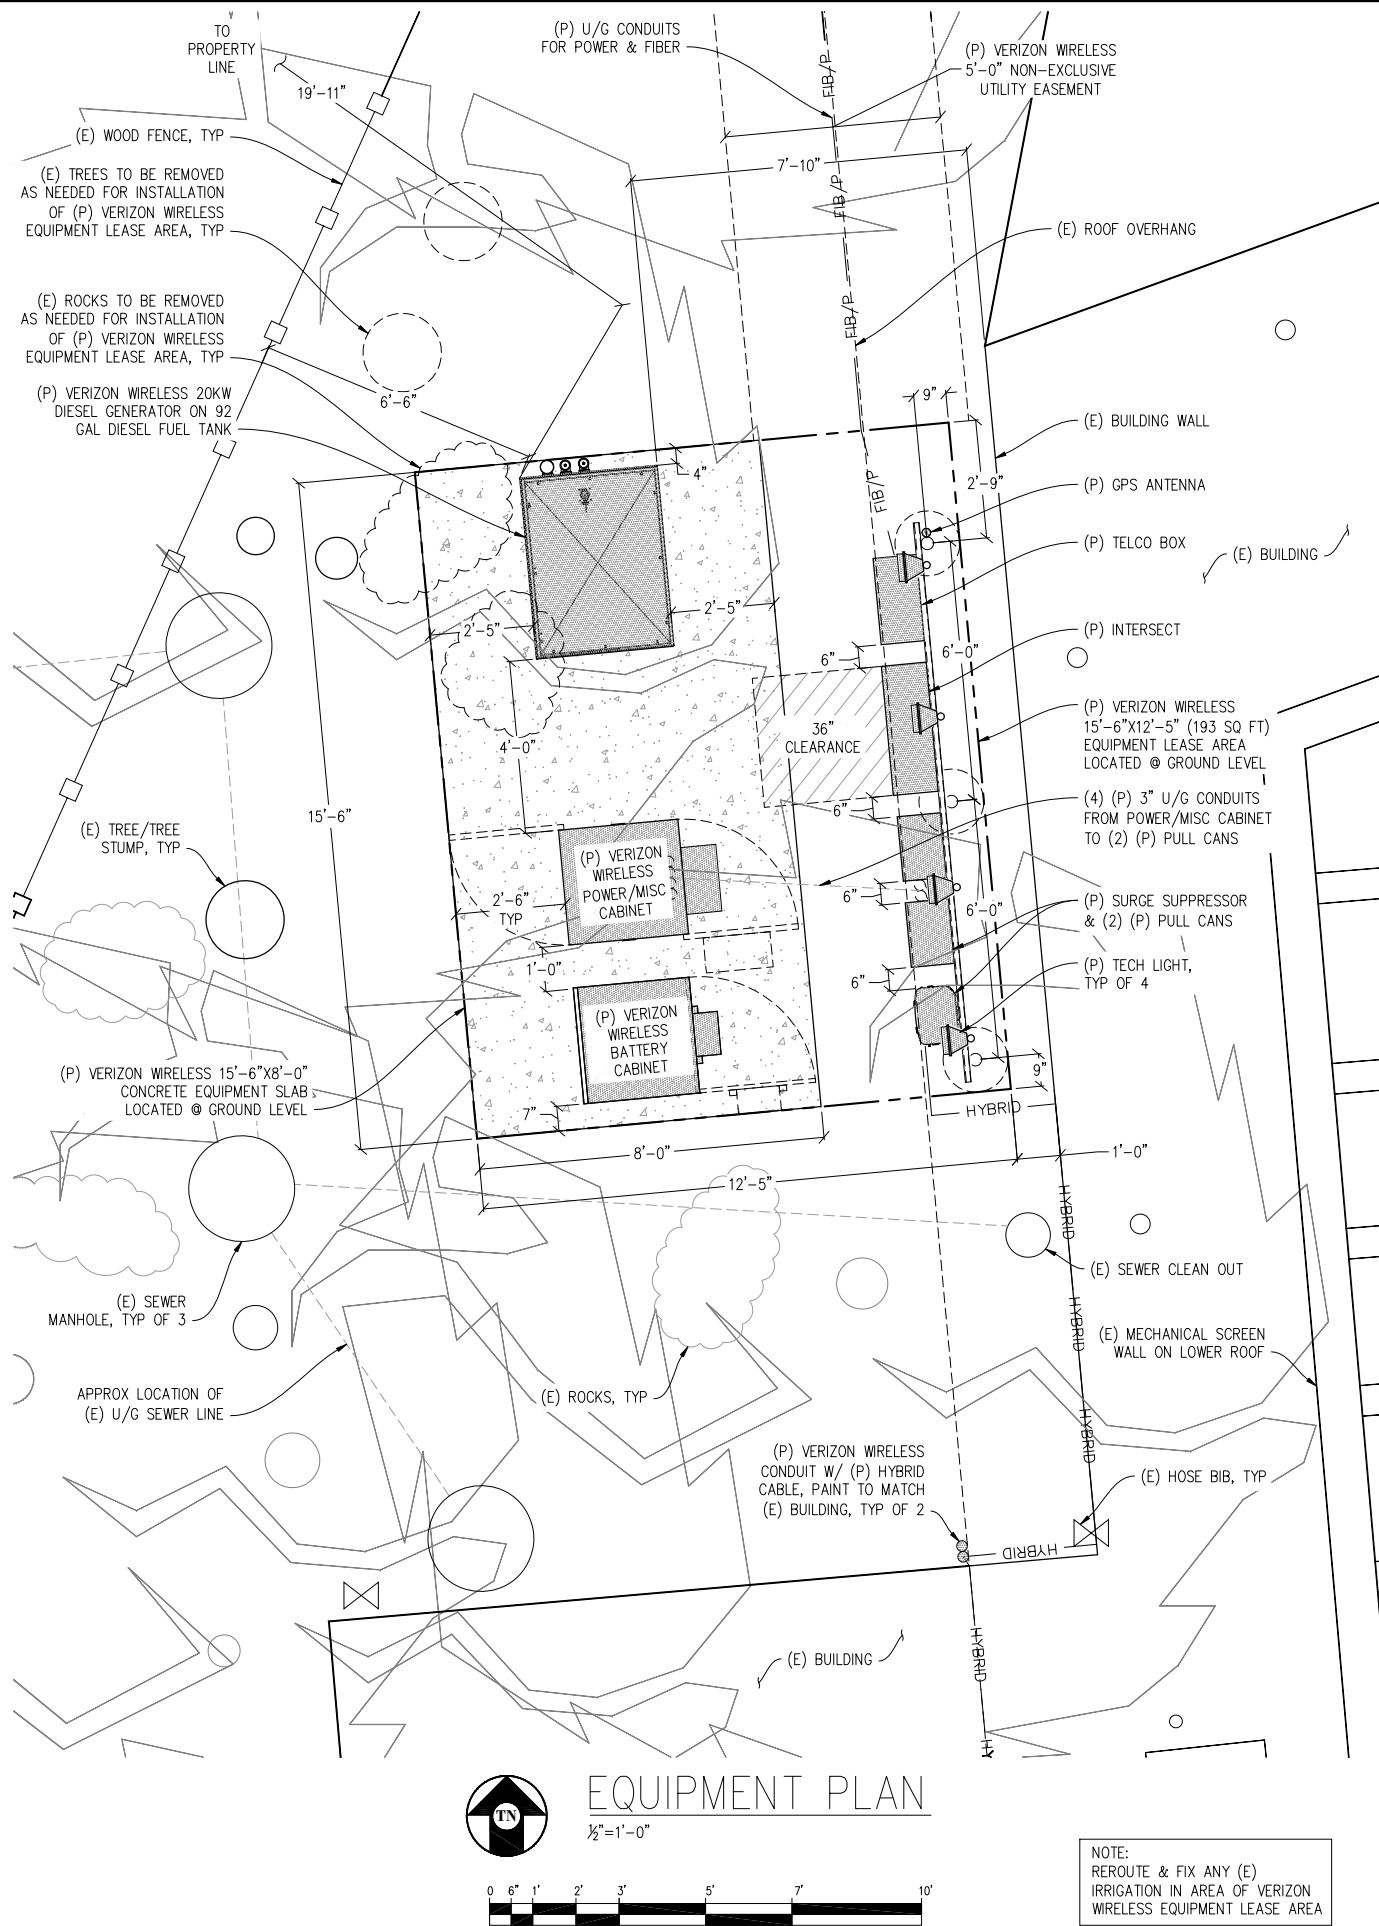 TO
PROPERTY
LINE
19'-11"
(P) U/G CONDUITS
FOR POWER & FIBER
(P) VERIZON WIRELESS
5'-0" NON-EXCLUSIVE
UTILITY EASEMENT
FIB/P
FIB/P
FIB/P
FIB/P
7'-10"
(E) WOOD FENCE, TYP
(E) TREES TO BE REMOVED
AS NEEDED FOR INSTALLATION
OF (P) VERIZON WIRELESS
EQUIPMENT LEASE AREA, TYP
(E) ROOF OVERHANG
(E) ROCKS TO BE REMOVED
AS NEEDED FOR INSTALLATION
OF (P) VERIZON WIRELESS
EQUIPMENT LEASE AREA, TYP
(P) VERIZON WIRELESS 20KW
DIESEL GENERATOR ON 92
GAL DIESEL FUEL TANK
6'-6"
9"
(E) BUILDING WALL
4"
2'-9"
FIB/P
(P) GPS ANTENNA
(P) TELCO BOX
(E) BUILDING
2'-5"
2'-5"
(P) INTERSECT
6"
6'-0"
36"
CLEARANCE
4'-0"
(P) VERIZON WIRELESS
15'-6"X12'-5" (193 SQ FT)
EQUIPMENT LEASE AREA
LOCATED @ GROUND LEVEL
15'-6"
6"
(4) (P) 3" U/G CONDUITS
FROM POWER/MISC CABINET
TO (2) (P) PULL CANS
(E) TREE/TREE
STUMP, TYP
(P) VERIZON
WIRELESS
POWER/MISC
CABINET
2'-6"
TYP
6"
6'-0"
(P) SURGE SUPPRESSOR
& (2) (P) PULL CANS
1'-0"
6"
(P) TECH LIGHT,
TYP OF 4
(P) VERIZON
WIRELESS
BATTERY
CABINET
(P) VERIZON WIRELESS 15'-6"X8'-0"
CONCRETE EQUIPMENT SLAB
LOCATED @ GROUND LEVEL
9"
7"
HYBRID
8'-0"
1'-0"
12'-5"
HYBRID
(E) SEWER CLEAN OUT
(E) SEWER
MANHOLE, TYP OF 3
HYBRID
(E) MECHANICAL SCREEN
WALL ON LOWER ROOF
APPROX LOCATION OF
(E) U/G SEWER LINE
(E) ROCKS, TYP
HYBRID
(P) VERIZON WIRELESS
CONDUIT W/ (P) HYBRID
CABLE, PAINT TO MATCH
(E) BUILDING, TYP OF 2
(E) HOSE BIB, TYP
HYBRID
(E) BUILDING
HYBRID
HY
TN
EQUIPMENT PLAN
½"=1'-0"
0 6" 1' 2' 3' 5' 7' 10'
NOTE:
REROUTE & FIX ANY (E)
IRRIGATION IN AREA OF VERIZON
WIRELESS EQUIPMENT LEASE AREA